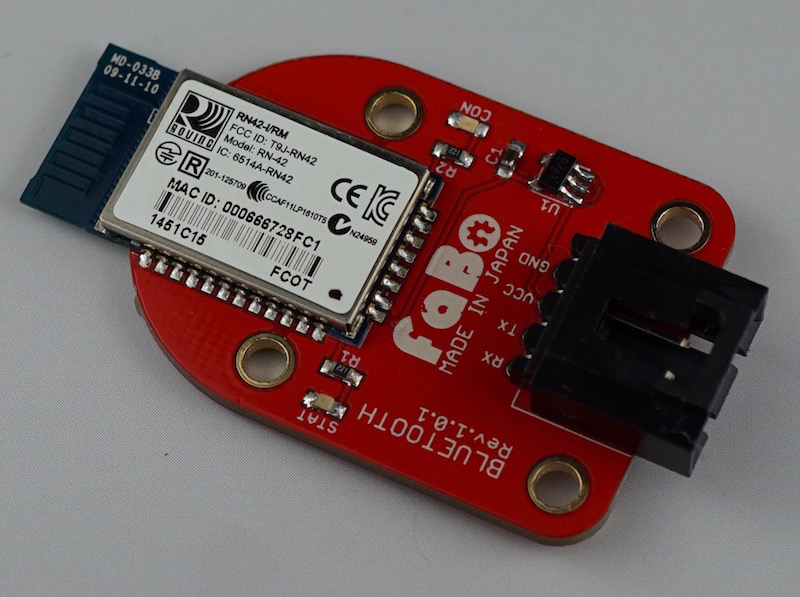 MD-033B
09-11-10
ROVING
RN42-I/RM
FCC ID: T9J-RN42
Model: RN-42
IC: 6514A-RN42
R
201-125709
CCAF11LP1810T5
CE
N24959
MAC ID: 000666728FC1
1451C15
FCOT
CON
R2
C1
U1
FaBo
MADE IN JAPAN
GND
VCC
TX
RX
R1
STAT
BLUETOOTH
Rev.1.0.1